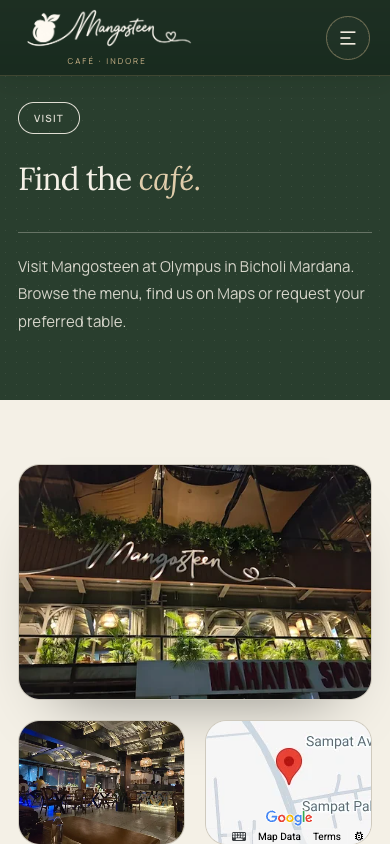 Mangosteen
CAFÉ · INDORE
VISIT
Find the café.
Visit Mangosteen at Olympus in Bicholi Mardana.
Browse the menu, find us on Maps or request your
preferred table.
Mangosteen
MAHAVIR SPO
Sampat Av
Sampat Pal
Google
Map Data
Terms